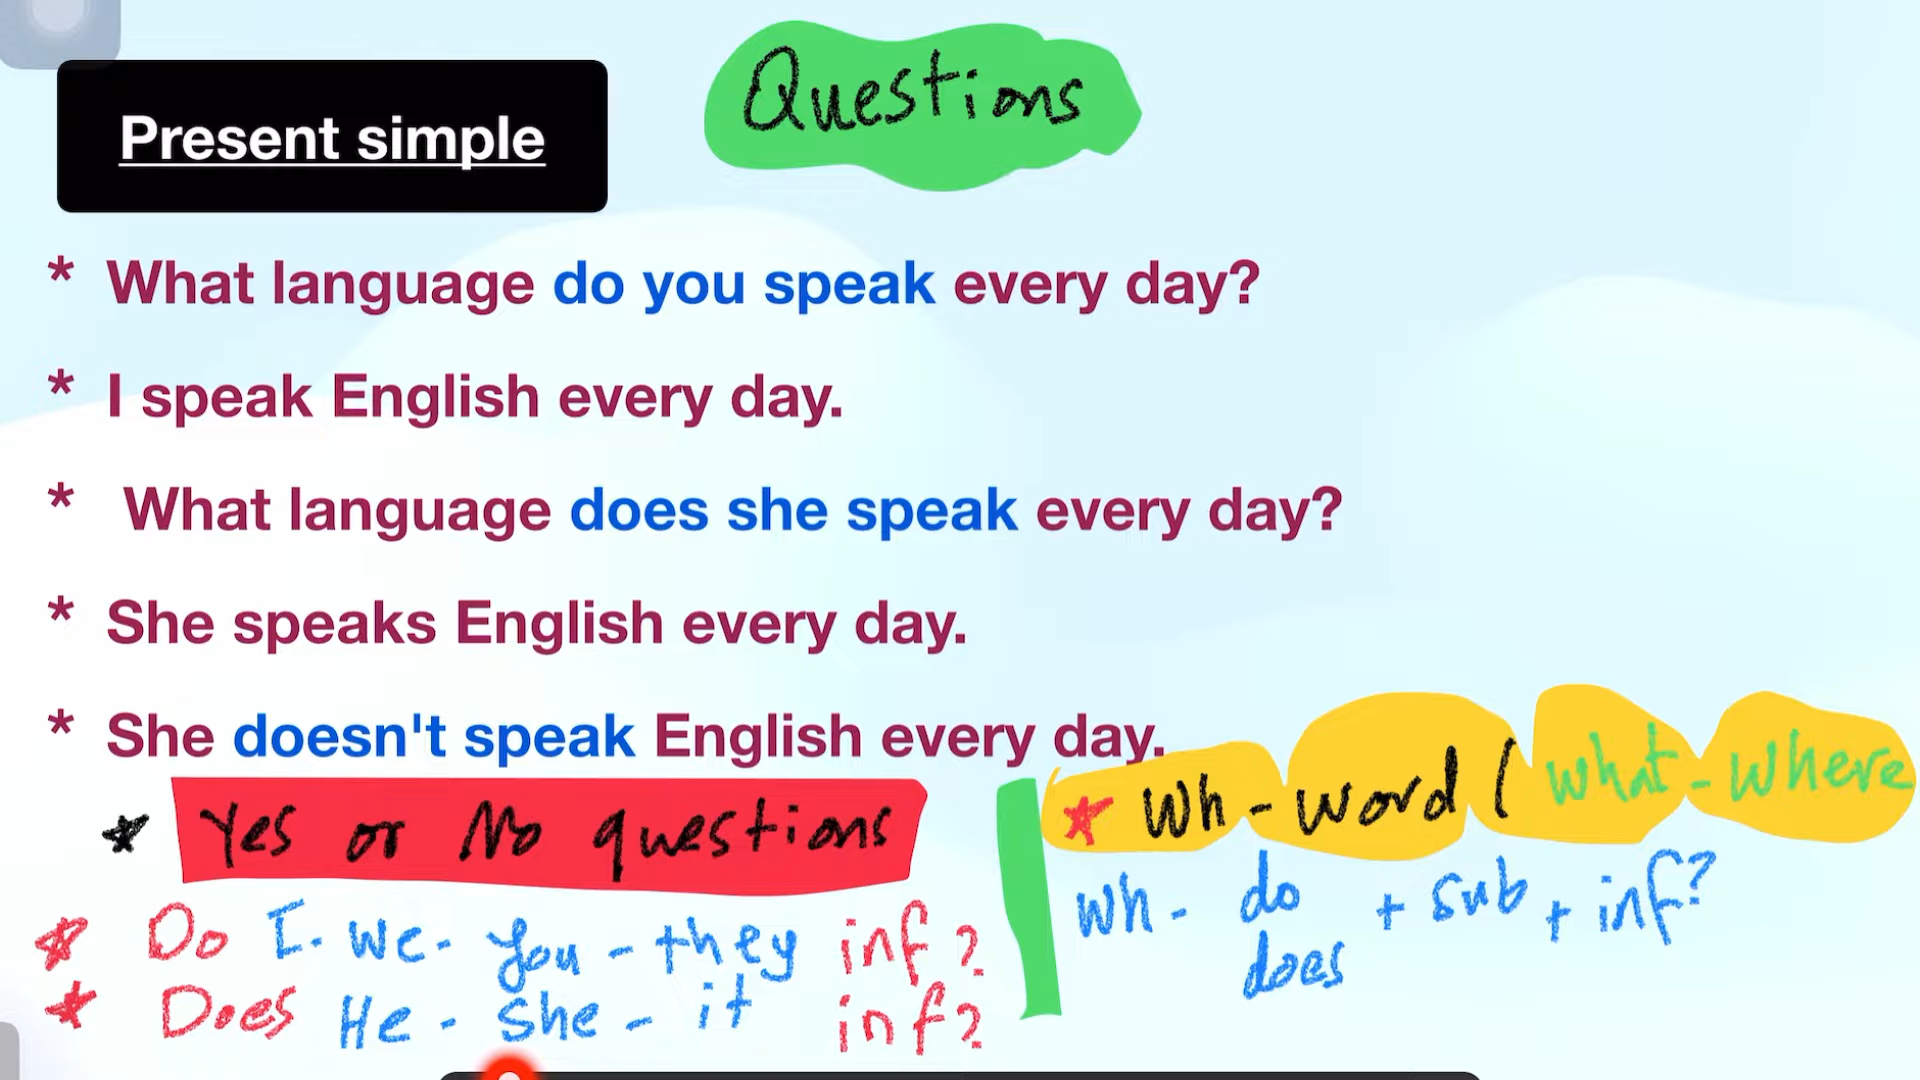 Questions
Present simple
* What language do you speak every day?
* I speak English every day.
* What language does she speak every day?
* She speaks English every day.
* She doesn't speak English every day.
Yes or No questions
Wh - word ( what - where
Do I - we - you - they inf ?
Does He - she - it inf ?
Wh - do + sub + inf ?
does